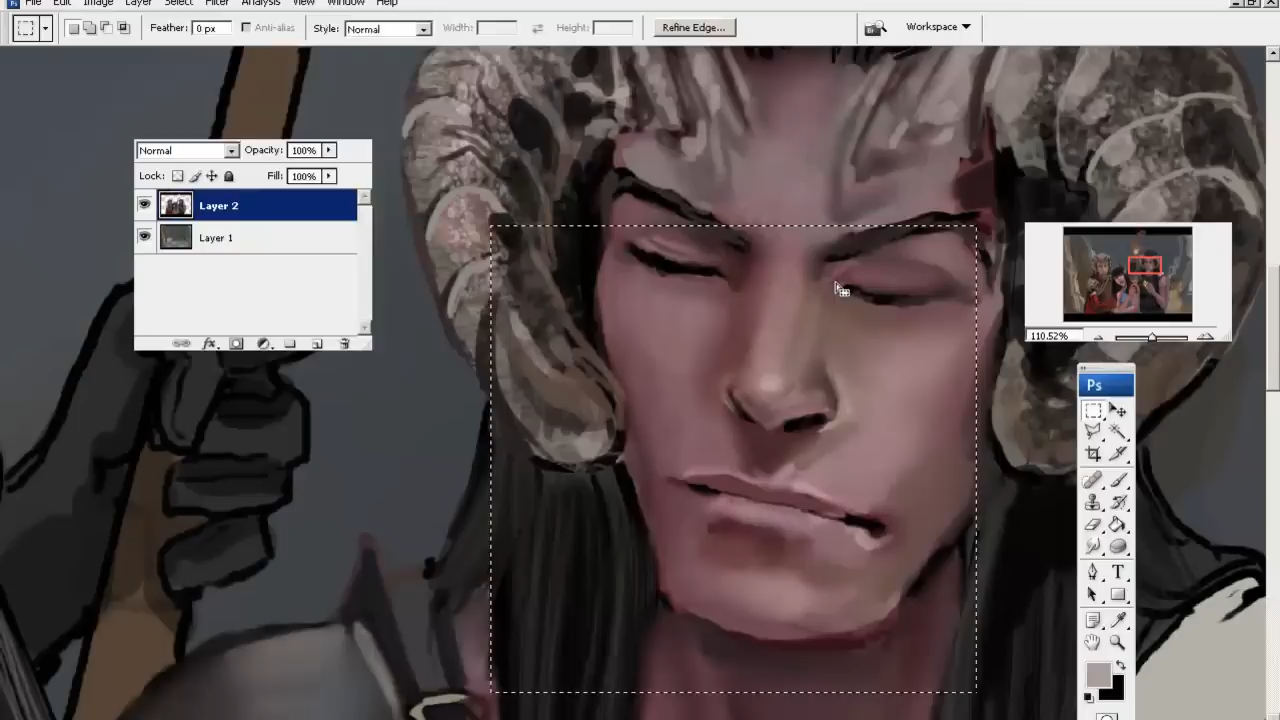 File Edit Image Layer Select Filter Analysis View Window Help
Feather: 0 px Anti-alias Style: Normal Width: Height: Refine Edge... Workspace
Normal Opacity: 100%
Lock: Fill: 100%
Layer 2
Layer 1
110.52%
Ps